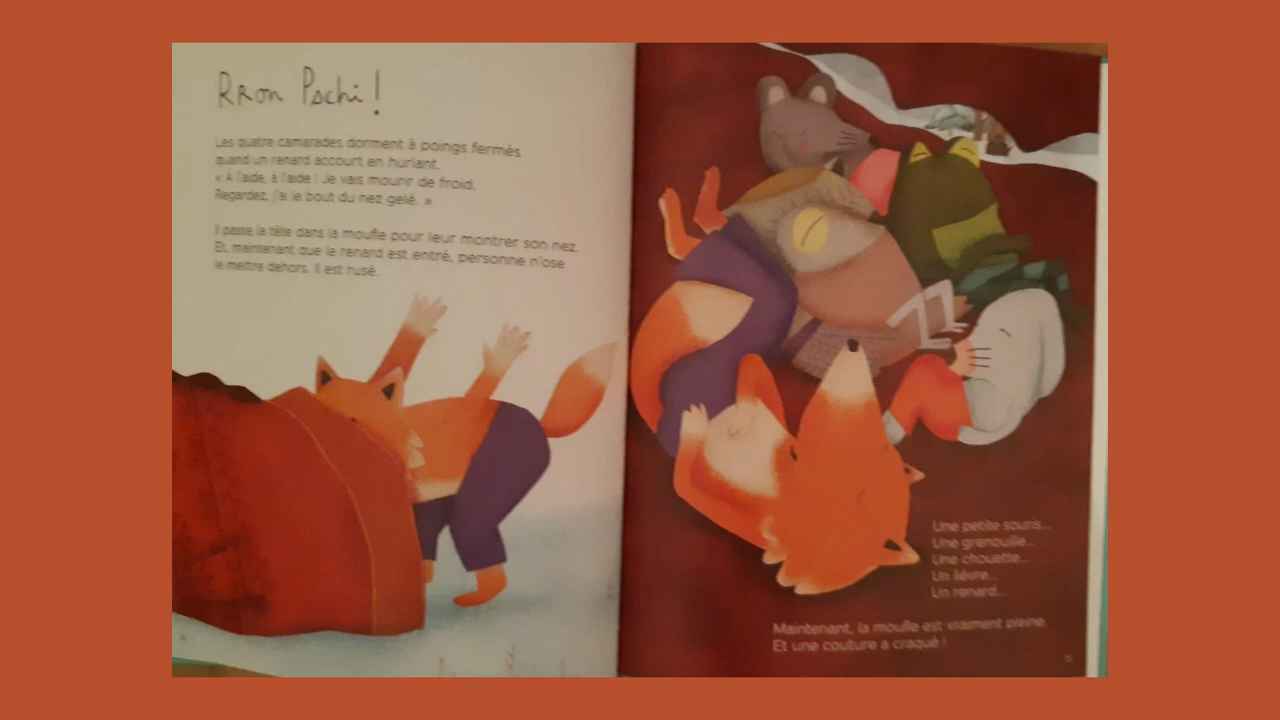 Rron Pschi !
Les quatre camarades dorment à poings fermés
quand un renard accourt en hurlant.
« À l'aide, à l'aide ! Je vais mourir de froid.
Regardez, j'ai le bout du nez gelé. »
Il passe la tête dans la moufle pour leur montrer son nez.
Et, maintenant que le renard est entré, personne n'ose
le mettre dehors. Il est rusé.
Une petite souris...
Une grenouille...
Une chouette...
Un lièvre...
Un renard...
Maintenant, la moufle est vraiment pleine.
Et une couture a craqué !